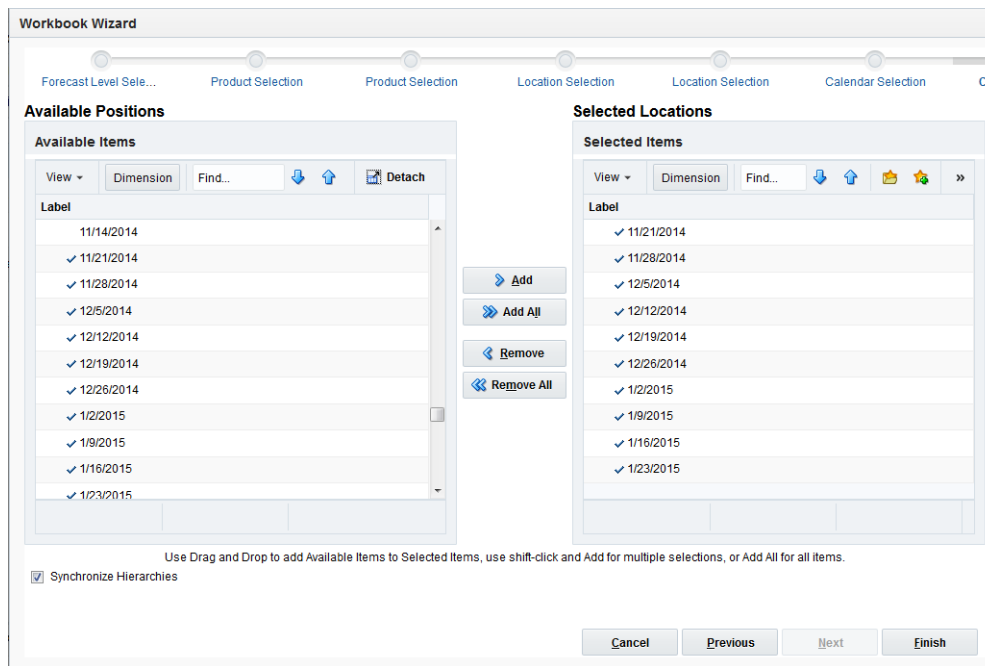 Workbook Wizard
Forecast Level Sele... Product Selection Product Selection Location Selection Location Selection Calendar Selection
Available Positions
Available Items
View Dimension Find... Detach
Label
11/14/2014
11/21/2014
11/28/2014
12/5/2014
12/12/2014
12/19/2014
12/26/2014
1/2/2015
1/9/2015
1/16/2015
1/23/2015
Add
Add All
Remove
Remove All
Selected Locations
Selected Items
View Dimension Find... »
Label
11/21/2014
11/28/2014
12/5/2014
12/12/2014
12/19/2014
12/26/2014
1/2/2015
1/9/2015
1/16/2015
1/23/2015
Use Drag and Drop to add Available Items to Selected Items, use shift-click and Add for multiple selections, or Add All for all items.
Synchronize Hierarchies
Cancel Previous Next Finish